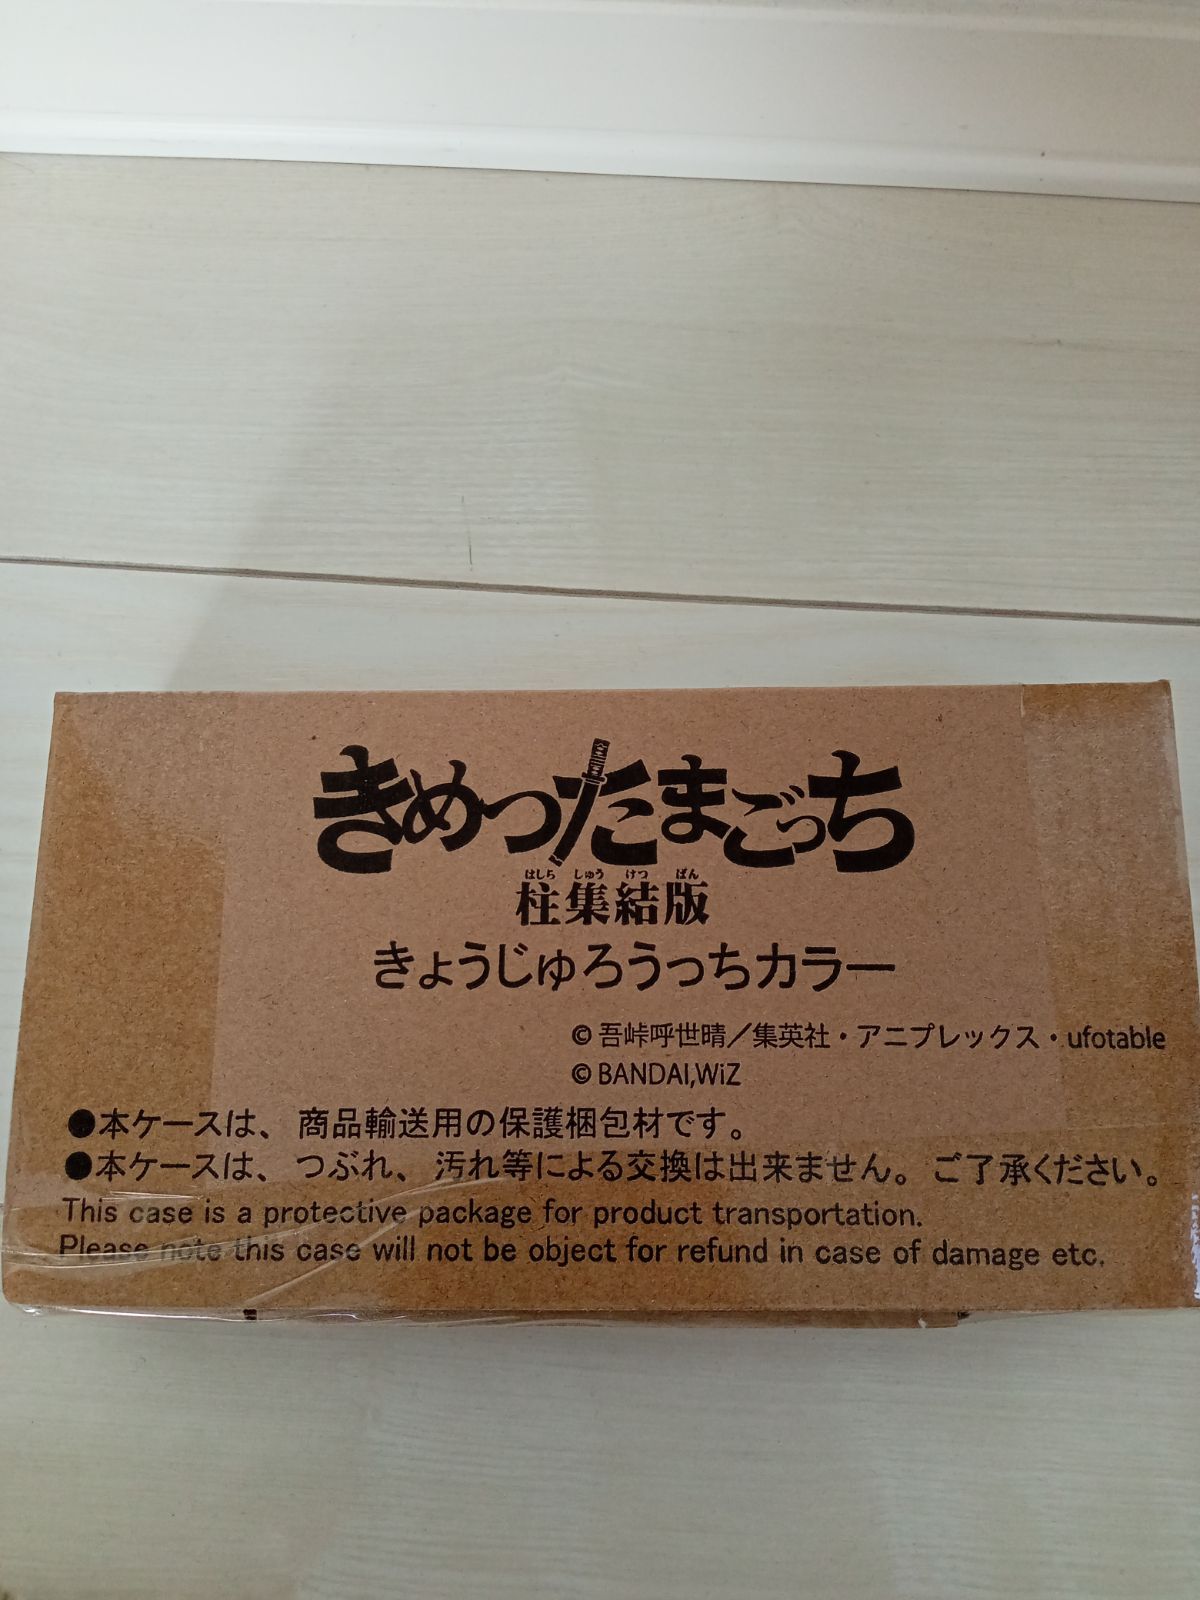 きめつたまごっち
はしら しゅう けつ ばん
柱集結版
きょうじゅろうっちカラー
© 吾峠呼世晴／集英社・アニプレックス・ufotable
© BANDAI,WiZ
●本ケースは、商品輸送用の保護梱包材です。
●本ケースは、つぶれ、汚れ等による交換は出来ません。ご了承ください。
This case is a protective package for product transportation.
Please note this case will not be object for refund in case of damage etc.